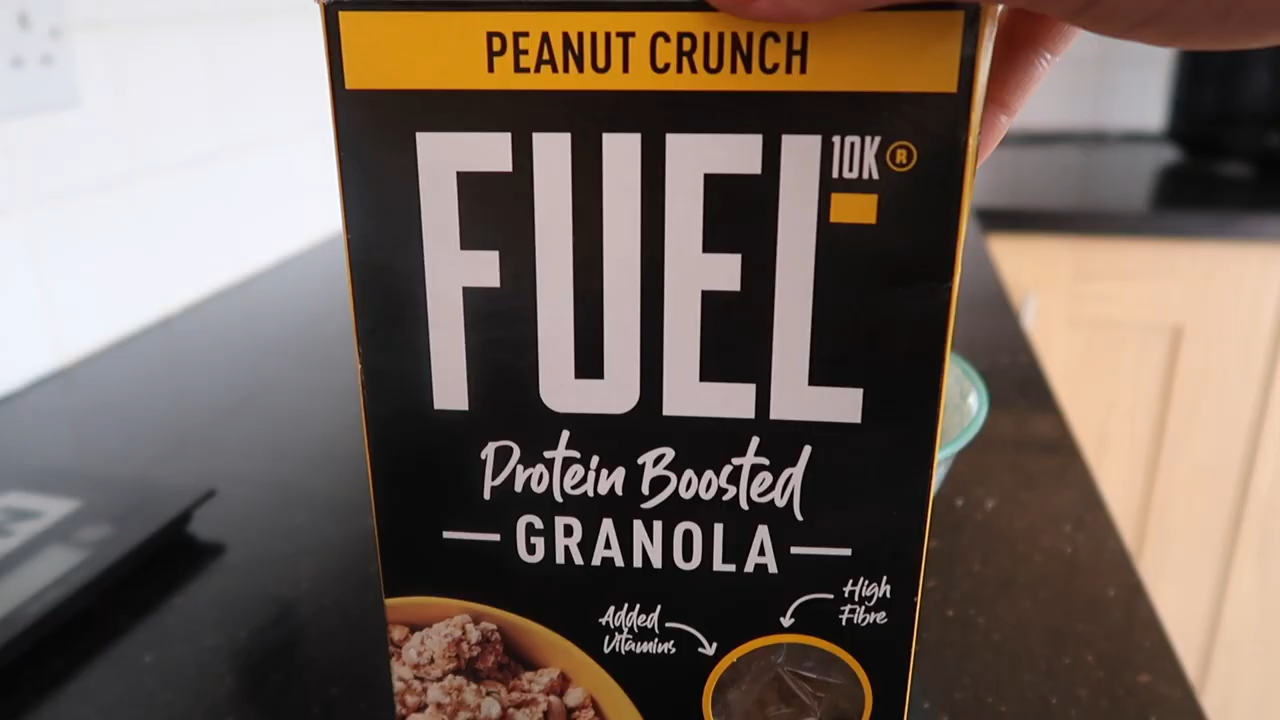 PEANUT CRUNCH
FUEL 10K®
Protein Boosted
GRANOLA
High
Fibre
Added
Vitamins